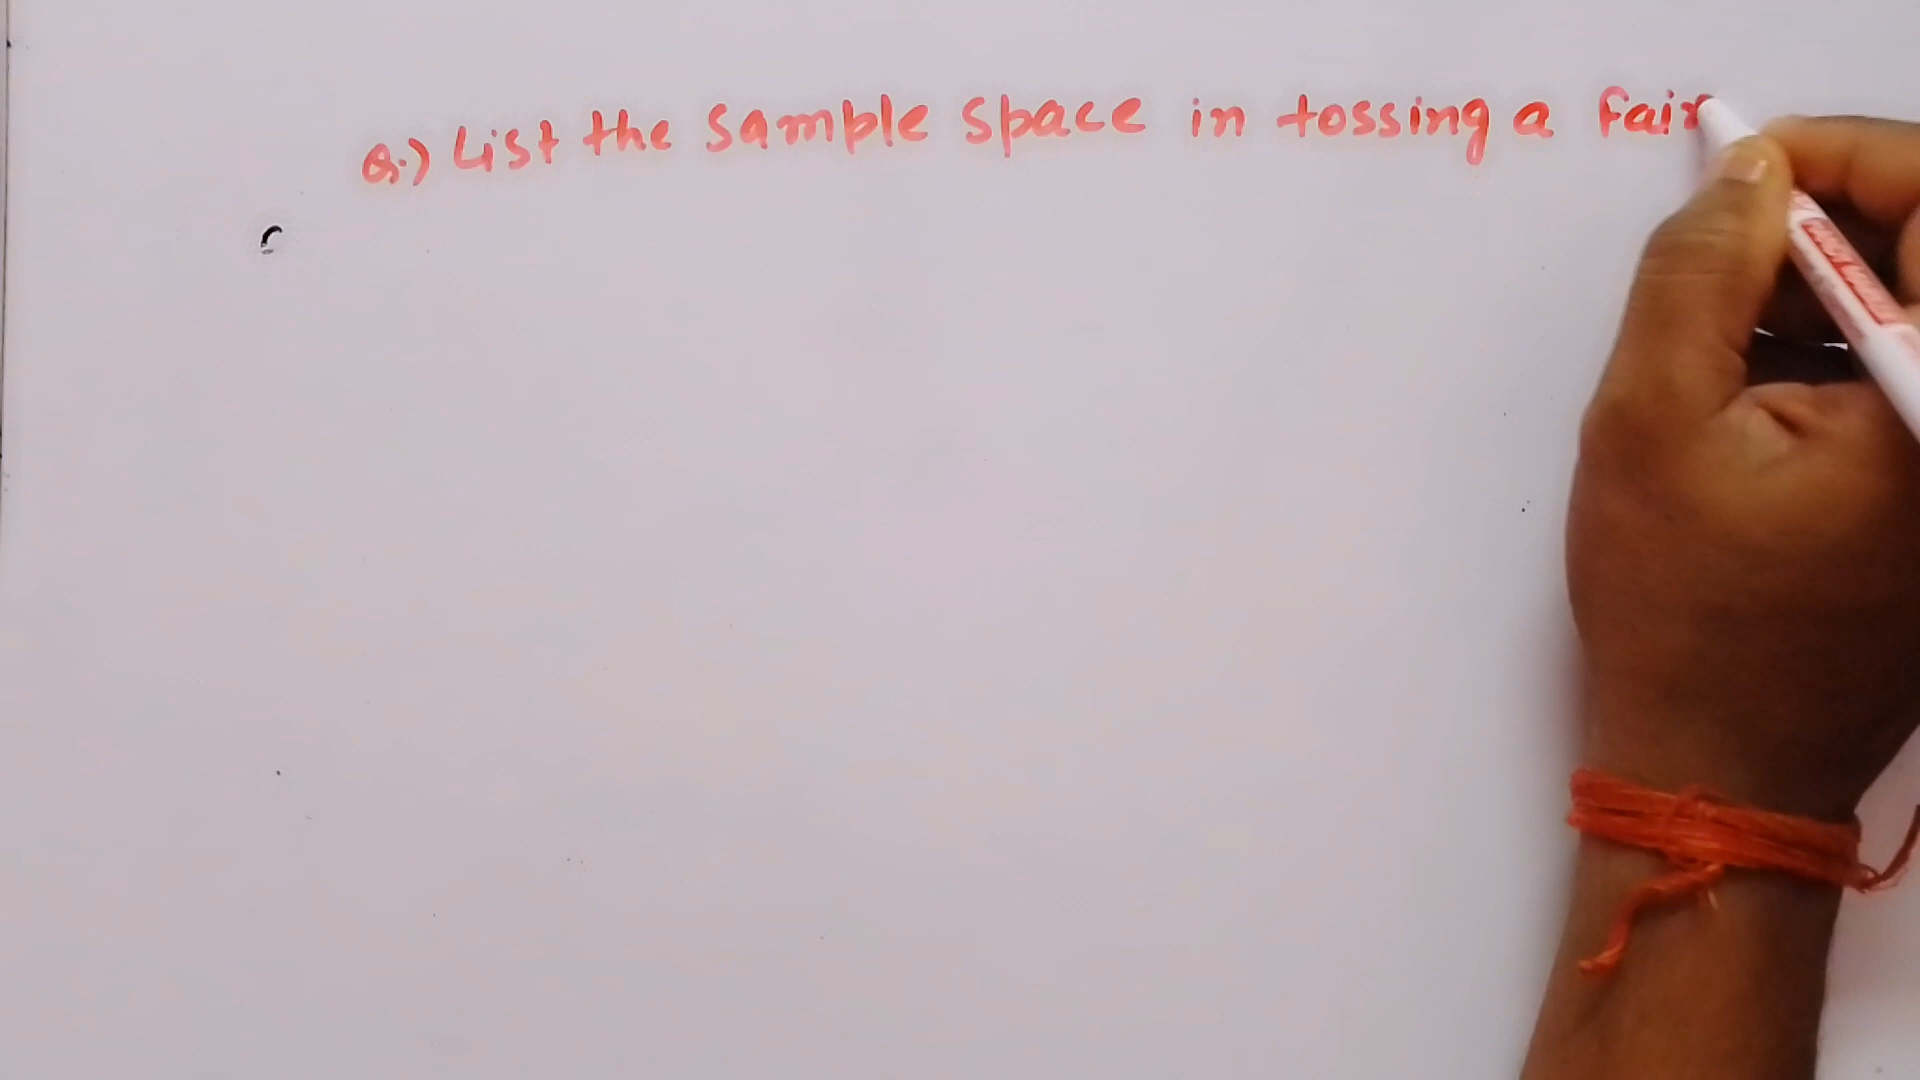 Q.) List the sample space in tossing a fair